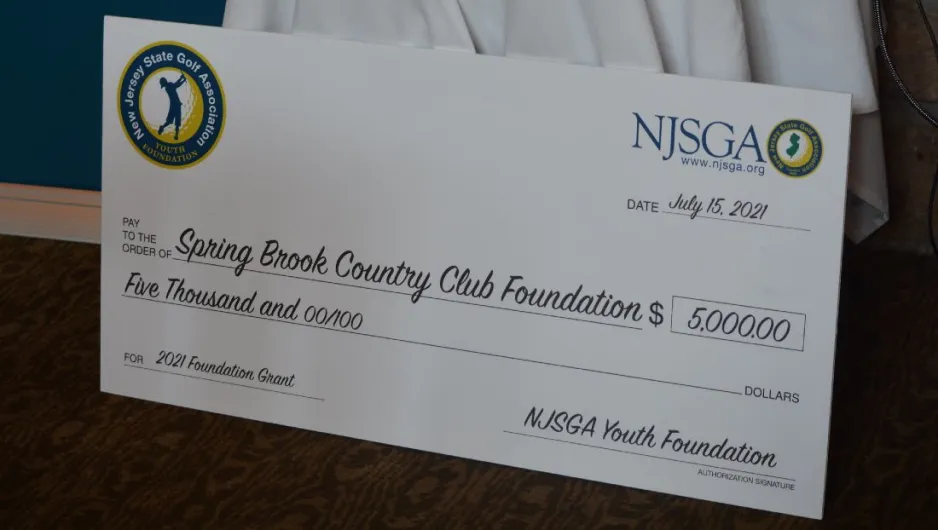 New Jersey State Golf Association
YOUTH
FOUNDATION
NJSGA
www.njsga.org
New Jersey State Golf Association
DATE July 15, 2021
PAY
TO THE
ORDER OF Spring Brook Country Club Foundation $ 5,000.00
Five Thousand and 00/100
DOLLARS
FOR 2021 Foundation Grant
NJSGA Youth Foundation
AUTHORIZATION SIGNATURE